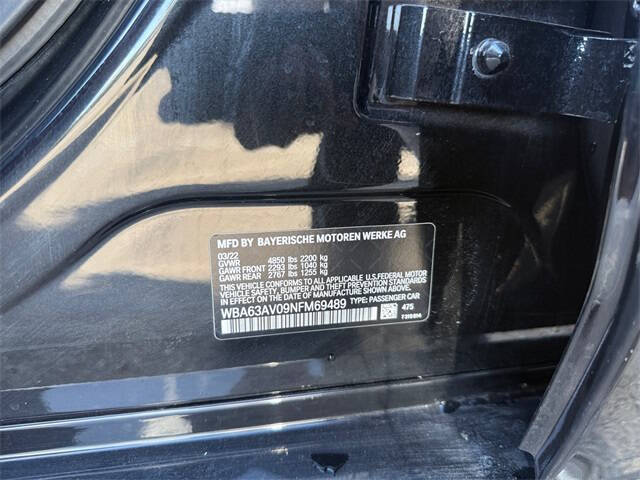 MFD BY BAYERISCHE MOTOREN WERKE AG
03/22
GVWR 4850 lbs 2200 kg
GAWR FRONT 2293 lbs 1040 kg
GAWR REAR 2767 lbs 1255 kg
THIS VEHICLE CONFORMS TO ALL APPLICABLE U.S.FEDERAL MOTOR
VEHICLE SAFETY, BUMPER AND THEFT PREVENTION STANDARDS
IN EFFECT ON THE DATE OF MANUFACTURE SHOWN ABOVE.
WBA63AV09NFM69489 TYPE: PASSENGER CAR
475